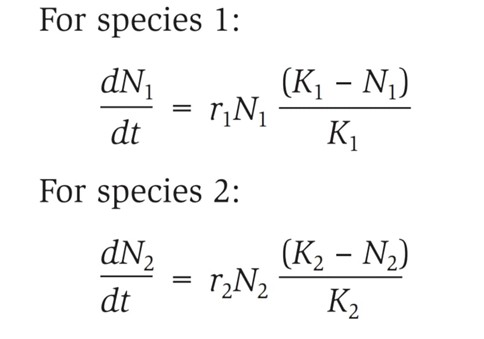 For species 1:
dN₁/dt = r₁N₁ (K₁ – N₁)/K₁
For species 2:
dN₂/dt = r₂N₂ (K₂ – N₂)/K₂